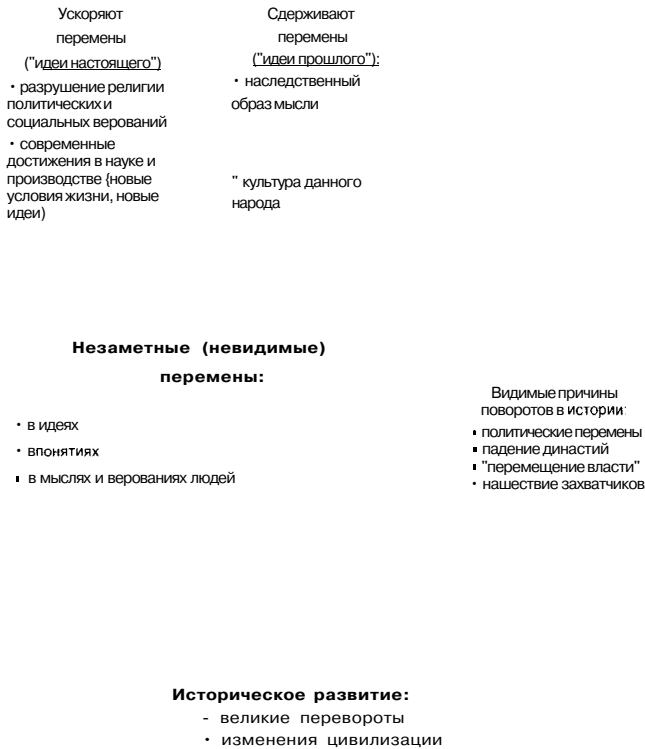 Ускоряют
перемены
("идеи настоящего")
• разрушение религии
политических и
социальных верований
• современные
достижения в науке и
производстве {новые
условия жизни, новые
идеи)
Сдерживают
перемены
("идеи прошлого"):
• наследственный
образ мысли
" культура данного
народа
Незаметные (невидимые)
перемены:
• в идеях
• впонятиях
▪ в мыслях и верованиях людей
Видимые причины
поворотов в истории:
▪ политические перемены
▪ падение династий
▪ "перемещение власти"
• нашествие захватчиков
Историческое развитие:
- великие перевороты
• изменения цивилизации